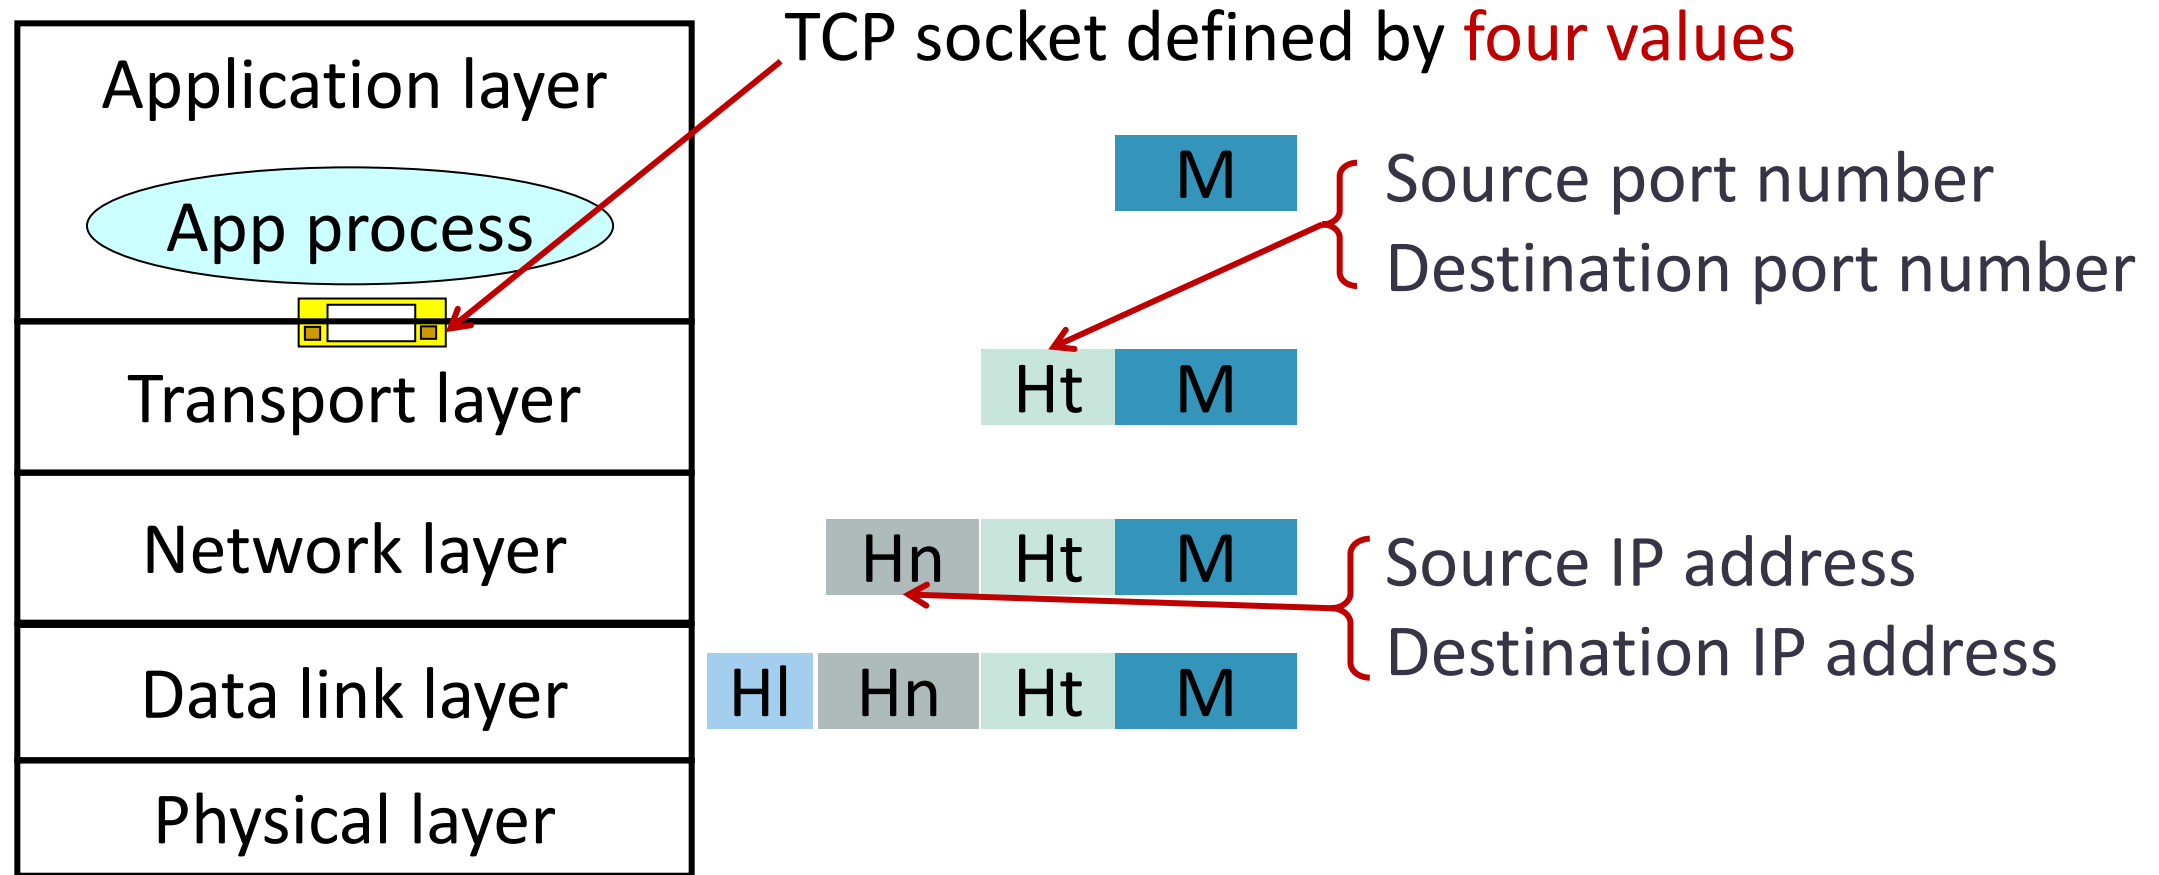 TCP socket defined by four values
Application layer
App process
M
Source port number
Destination port number
Transport layer
Ht M
Network layer
Hn Ht M
Source IP address
Destination IP address
Data link layer
Hl Hn Ht M
Physical layer